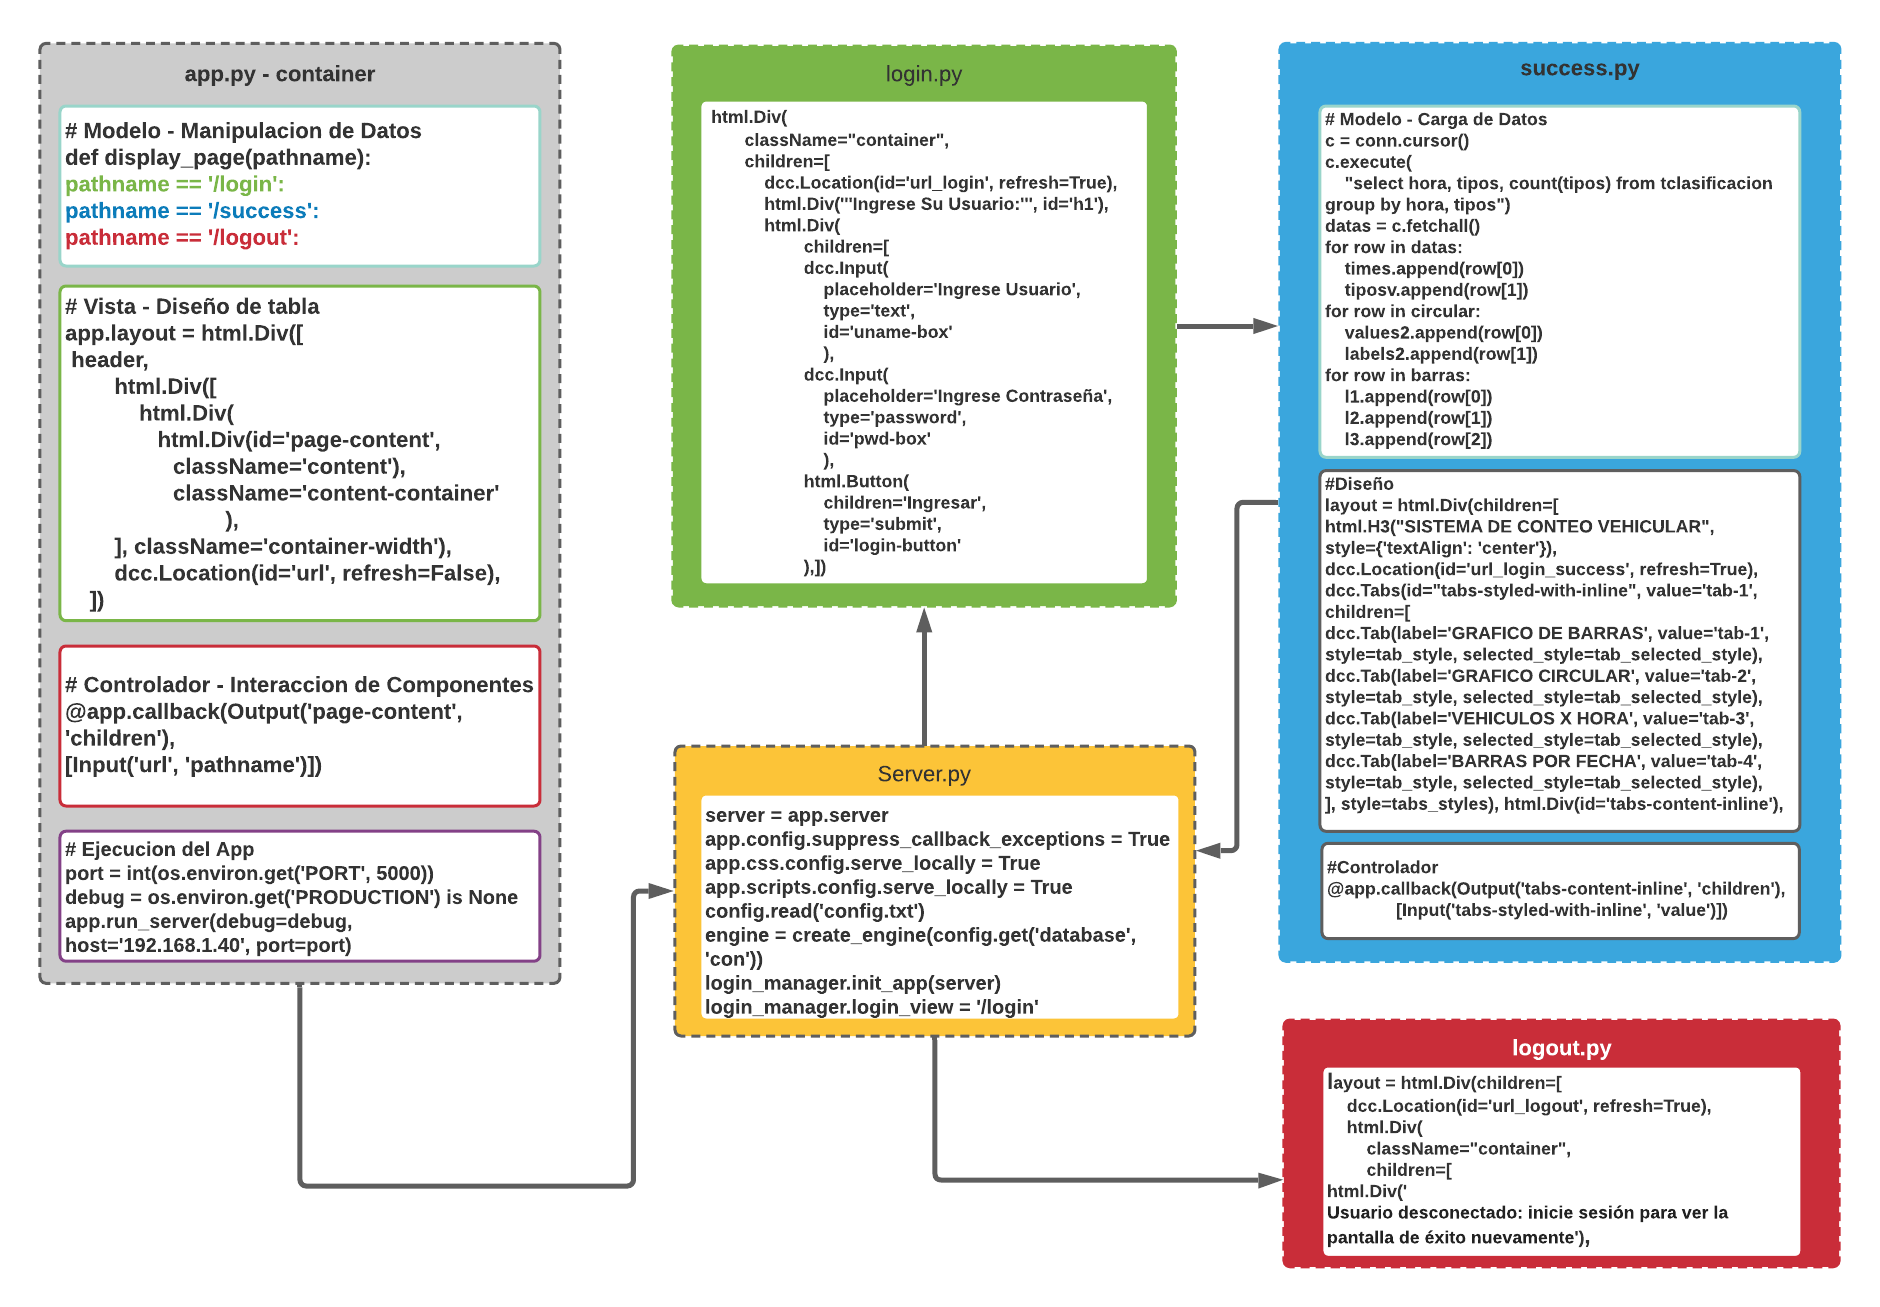 app.py - container
# Modelo - Manipulacion de Datos
def display_page(pathname):
pathname == '/login':
pathname == '/success':
pathname == '/logout':
# Vista - Diseño de tabla
app.layout = html.Div([
header,
html.Div([
html.Div(
html.Div(id='page-content',
className='content'),
className='content-container'
),
], className='container-width'),
dcc.Location(id='url', refresh=False),
])
# Controlador - Interaccion de Componentes
@app.callback(Output('page-content',
'children'),
[Input('url', 'pathname')])
# Ejecucion del App
port = int(os.environ.get('PORT', 5000))
debug = os.environ.get('PRODUCTION') is None
app.run_server(debug=debug,
host='192.168.1.40', port=port)
login.py
html.Div(
className="container",
children=[
dcc.Location(id='url_login', refresh=True),
html.Div('''Ingrese Su Usuario:''', id='h1'),
html.Div(
children=[
dcc.Input(
placeholder='Ingrese Usuario',
type='text',
id='uname-box'
),
dcc.Input(
placeholder='Ingrese Contraseña',
type='password',
id='pwd-box'
),
html.Button(
children='Ingresar',
type='submit',
id='login-button'
),])
Server.py
server = app.server
app.config.suppress_callback_exceptions = True
app.css.config.serve_locally = True
app.scripts.config.serve_locally = True
config.read('config.txt')
engine = create_engine(config.get('database',
'con'))
login_manager.init_app(server)
login_manager.login_view = '/login'
success.py
# Modelo - Carga de Datos
c = conn.cursor()
c.execute(
"select hora, tipos, count(tipos) from tclasificacion
group by hora, tipos")
datas = c.fetchall()
for row in datas:
times.append(row[0])
tiposv.append(row[1])
for row in circular:
values2.append(row[0])
labels2.append(row[1])
for row in barras:
l1.append(row[0])
l2.append(row[1])
l3.append(row[2])
#Diseño
layout = html.Div(children=[
html.H3("SISTEMA DE CONTEO VEHICULAR",
style={'textAlign': 'center'}),
dcc.Location(id='url_login_success', refresh=True),
dcc.Tabs(id="tabs-styled-with-inline", value='tab-1',
children=[
dcc.Tab(label='GRAFICO DE BARRAS', value='tab-1',
style=tab_style, selected_style=tab_selected_style),
dcc.Tab(label='GRAFICO CIRCULAR', value='tab-2',
style=tab_style, selected_style=tab_selected_style),
dcc.Tab(label='VEHICULOS X HORA', value='tab-3',
style=tab_style, selected_style=tab_selected_style),
dcc.Tab(label='BARRAS POR FECHA', value='tab-4',
style=tab_style, selected_style=tab_selected_style),
], style=tabs_styles), html.Div(id='tabs-content-inline'),
#Controlador
@app.callback(Output('tabs-content-inline', 'children'),
[Input('tabs-styled-with-inline', 'value')])
logout.py
layout = html.Div(children=[
dcc.Location(id='url_logout', refresh=True),
html.Div(
className="container",
children=[
html.Div('
Usuario desconectado: inicie sesión para ver la
pantalla de éxito nuevamente'),